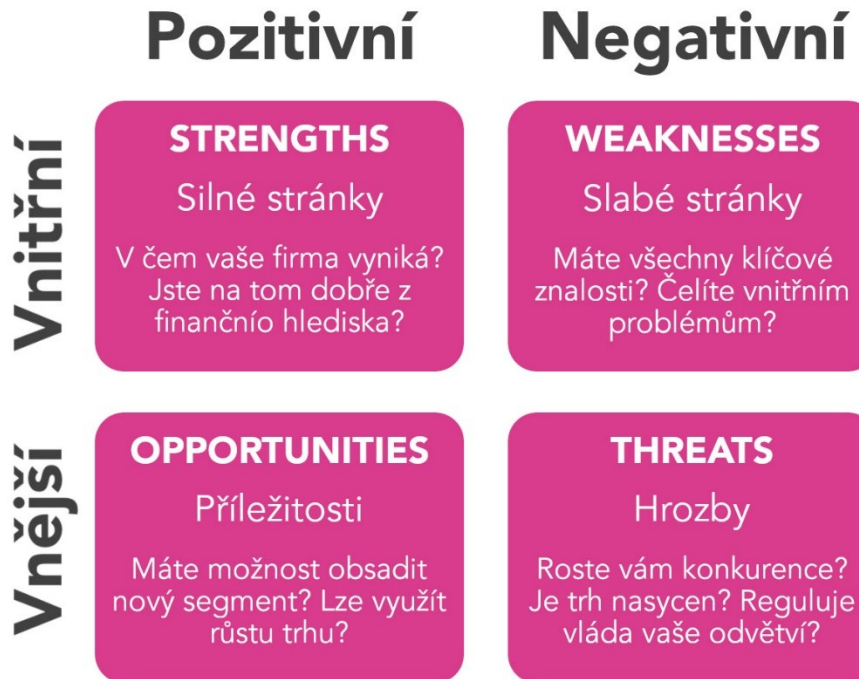 Pozitivní
Negativní
Vnitřní
STRENGTHS
Silné stránky
V čem vaše firma vyniká?
Jste na tom dobře z
finančnío hlediska?
WEAKNESSES
Slabé stránky
Máte všechny klíčové
znalosti? Čelíte vnitřním
problémům?
Vnější
OPPORTUNITIES
Příležitosti
Máte možnost obsadit
nový segment? Lze využít
růstu trhu?
THREATS
Hrozby
Roste vám konkurence?
Je trh nasycen? Reguluje
vláda vaše odvětví?